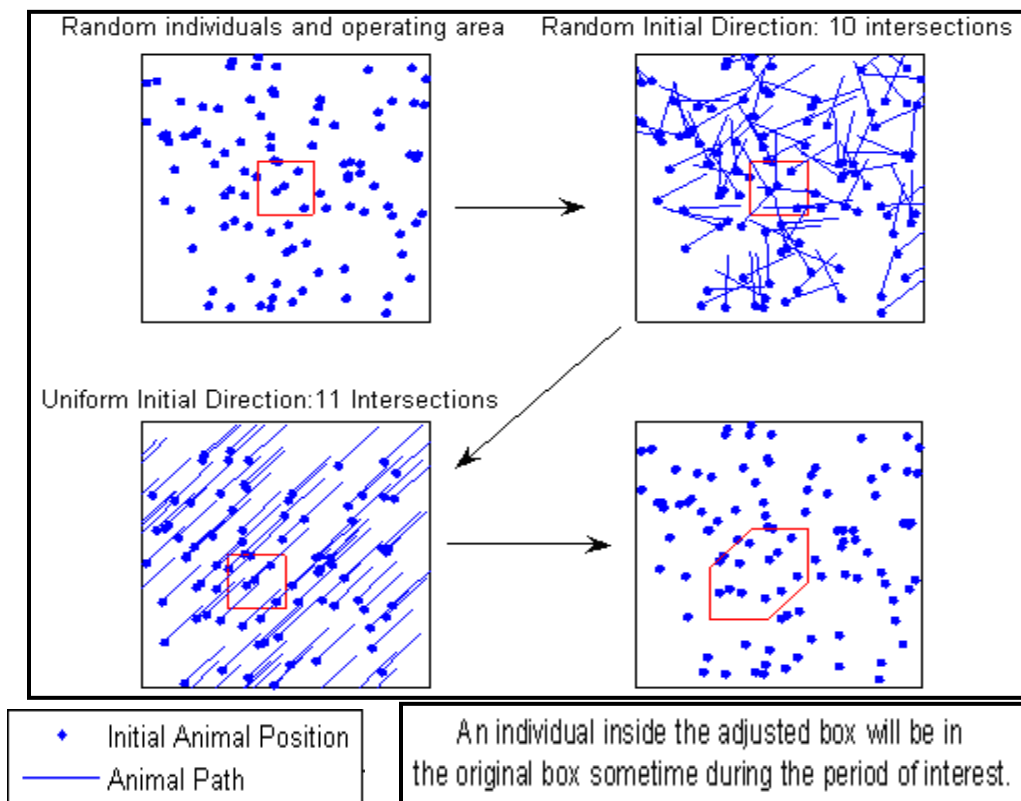 Random individuals and operating area
Random Initial Direction: 10 intersections
Uniform Initial Direction:11 Intersections
Initial Animal Position
Animal Path
An individual inside the adjusted box will be in
the original box sometime during the period of interest.